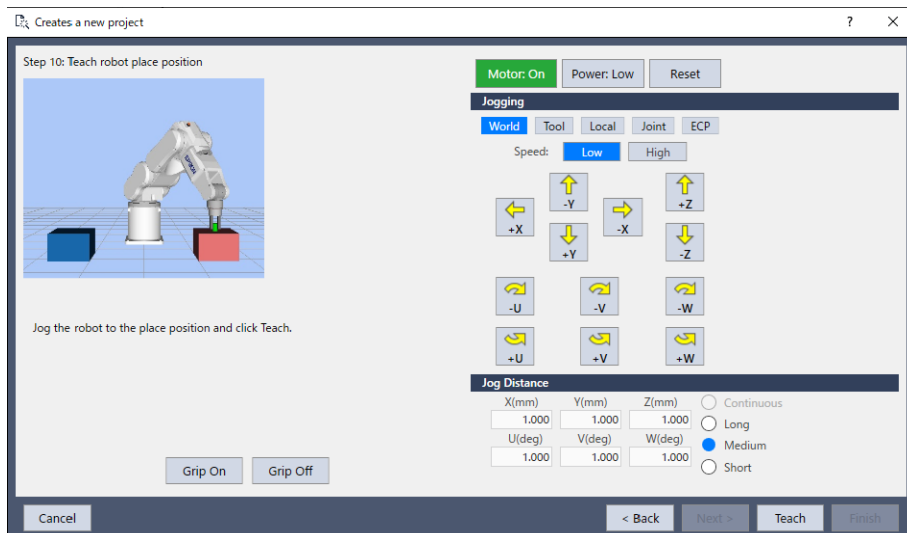 Creates a new project ? ×
Step 10: Teach robot place position
EPSON
Jog the robot to the place position and click Teach.
Grip On Grip Off
Motor: On Power: Low Reset
Jogging
World Tool Local Joint ECP
Speed: Low High
-Y +Z
+X -X
+Y -Z
-U -V -W
+U +V +W
Jog Distance
X(mm) Y(mm) Z(mm) Continuous
1.000 1.000 1.000 Long
U(deg) V(deg) W(deg) Medium
1.000 1.000 1.000 Short
Cancel < Back Next > Teach Finish